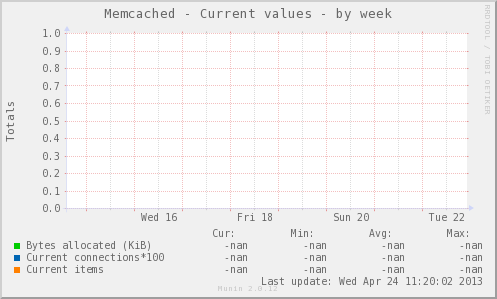 Memcached - Current values - by week
RRDTOOL / TOBI OETIKER
Totals
1.0
0.9
0.8
0.7
0.6
0.5
0.4
0.3
0.2
0.1
0.0
Wed 16 Fri 18 Sun 20 Tue 22
Cur: Min: Avg: Max:
Bytes allocated (KiB) -nan -nan -nan -nan
Current connections*100 -nan -nan -nan -nan
Current items -nan -nan -nan -nan
Last update: Wed Apr 24 11:20:02 2013
Munin 2.0.12